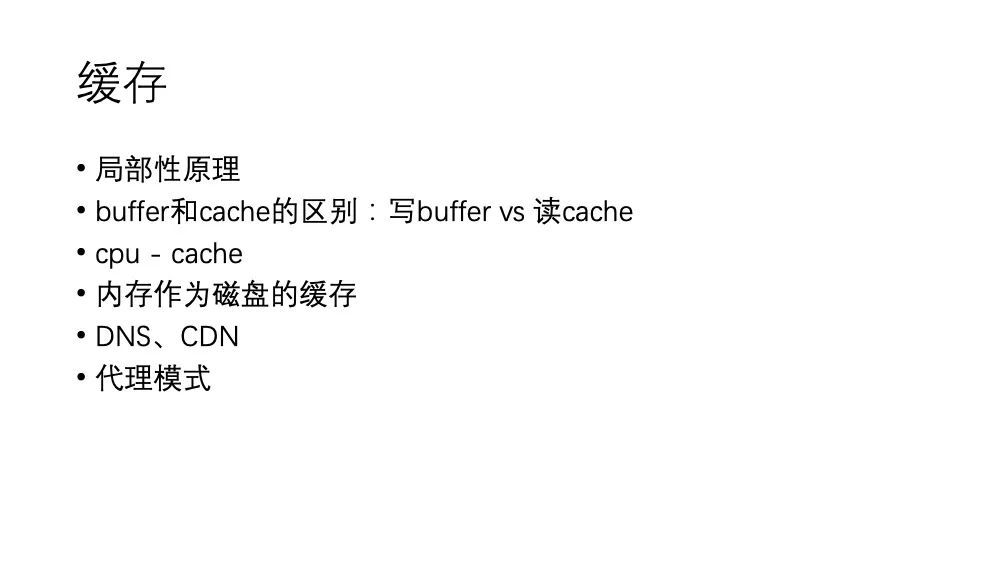 缓存
• 局部性原理
• buffer和cache的区别：写buffer vs 读cache
• cpu - cache
• 内存作为磁盘的缓存
• DNS、CDN
• 代理模式